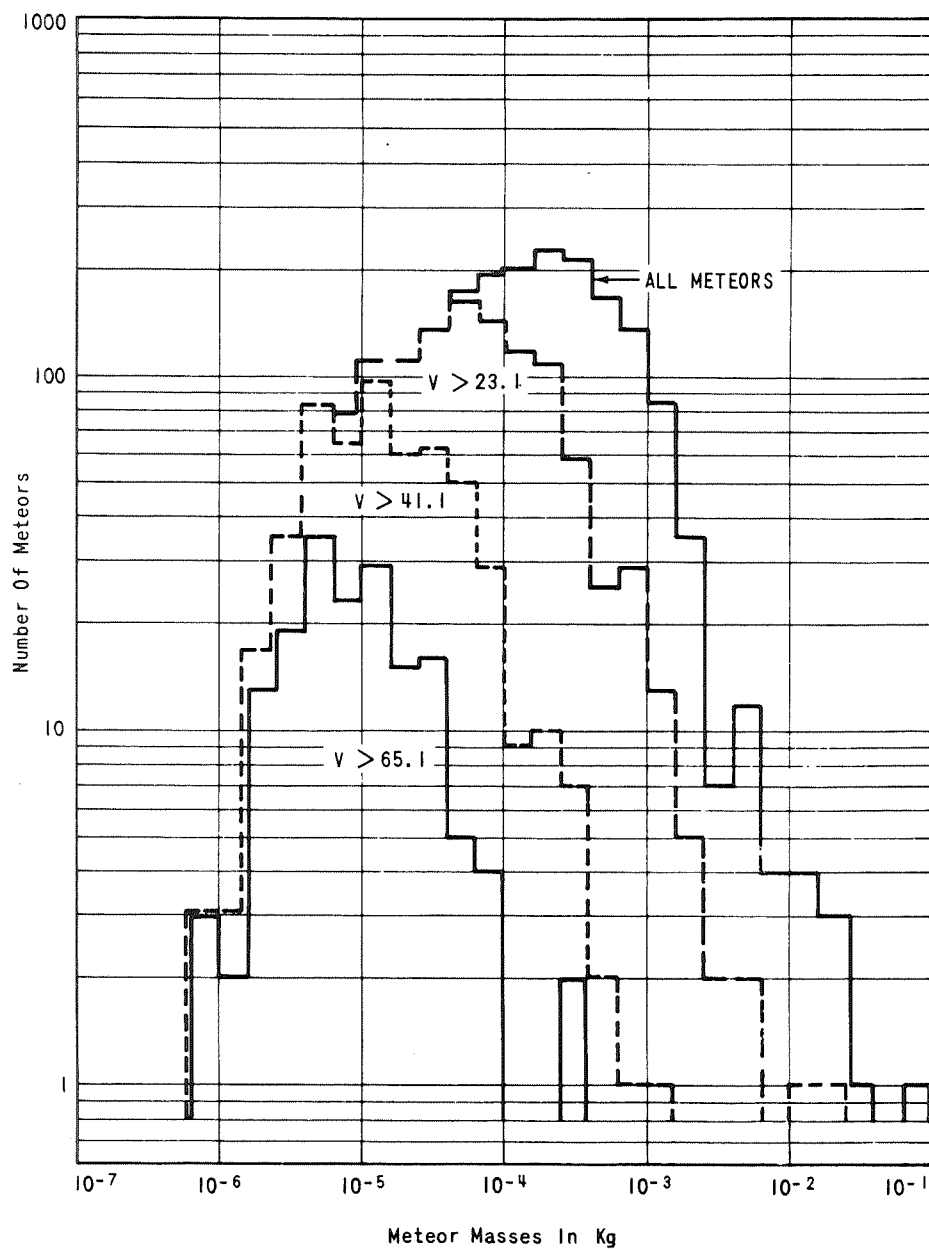 1000
Number Of Meteors
200
ALL METEORS
100
V > 23.1
V > 41.1
10
V > 65.1
1
10-7 10-6 10-5 10-4 10-3 10-2 10-1
Meteor Masses In Kg